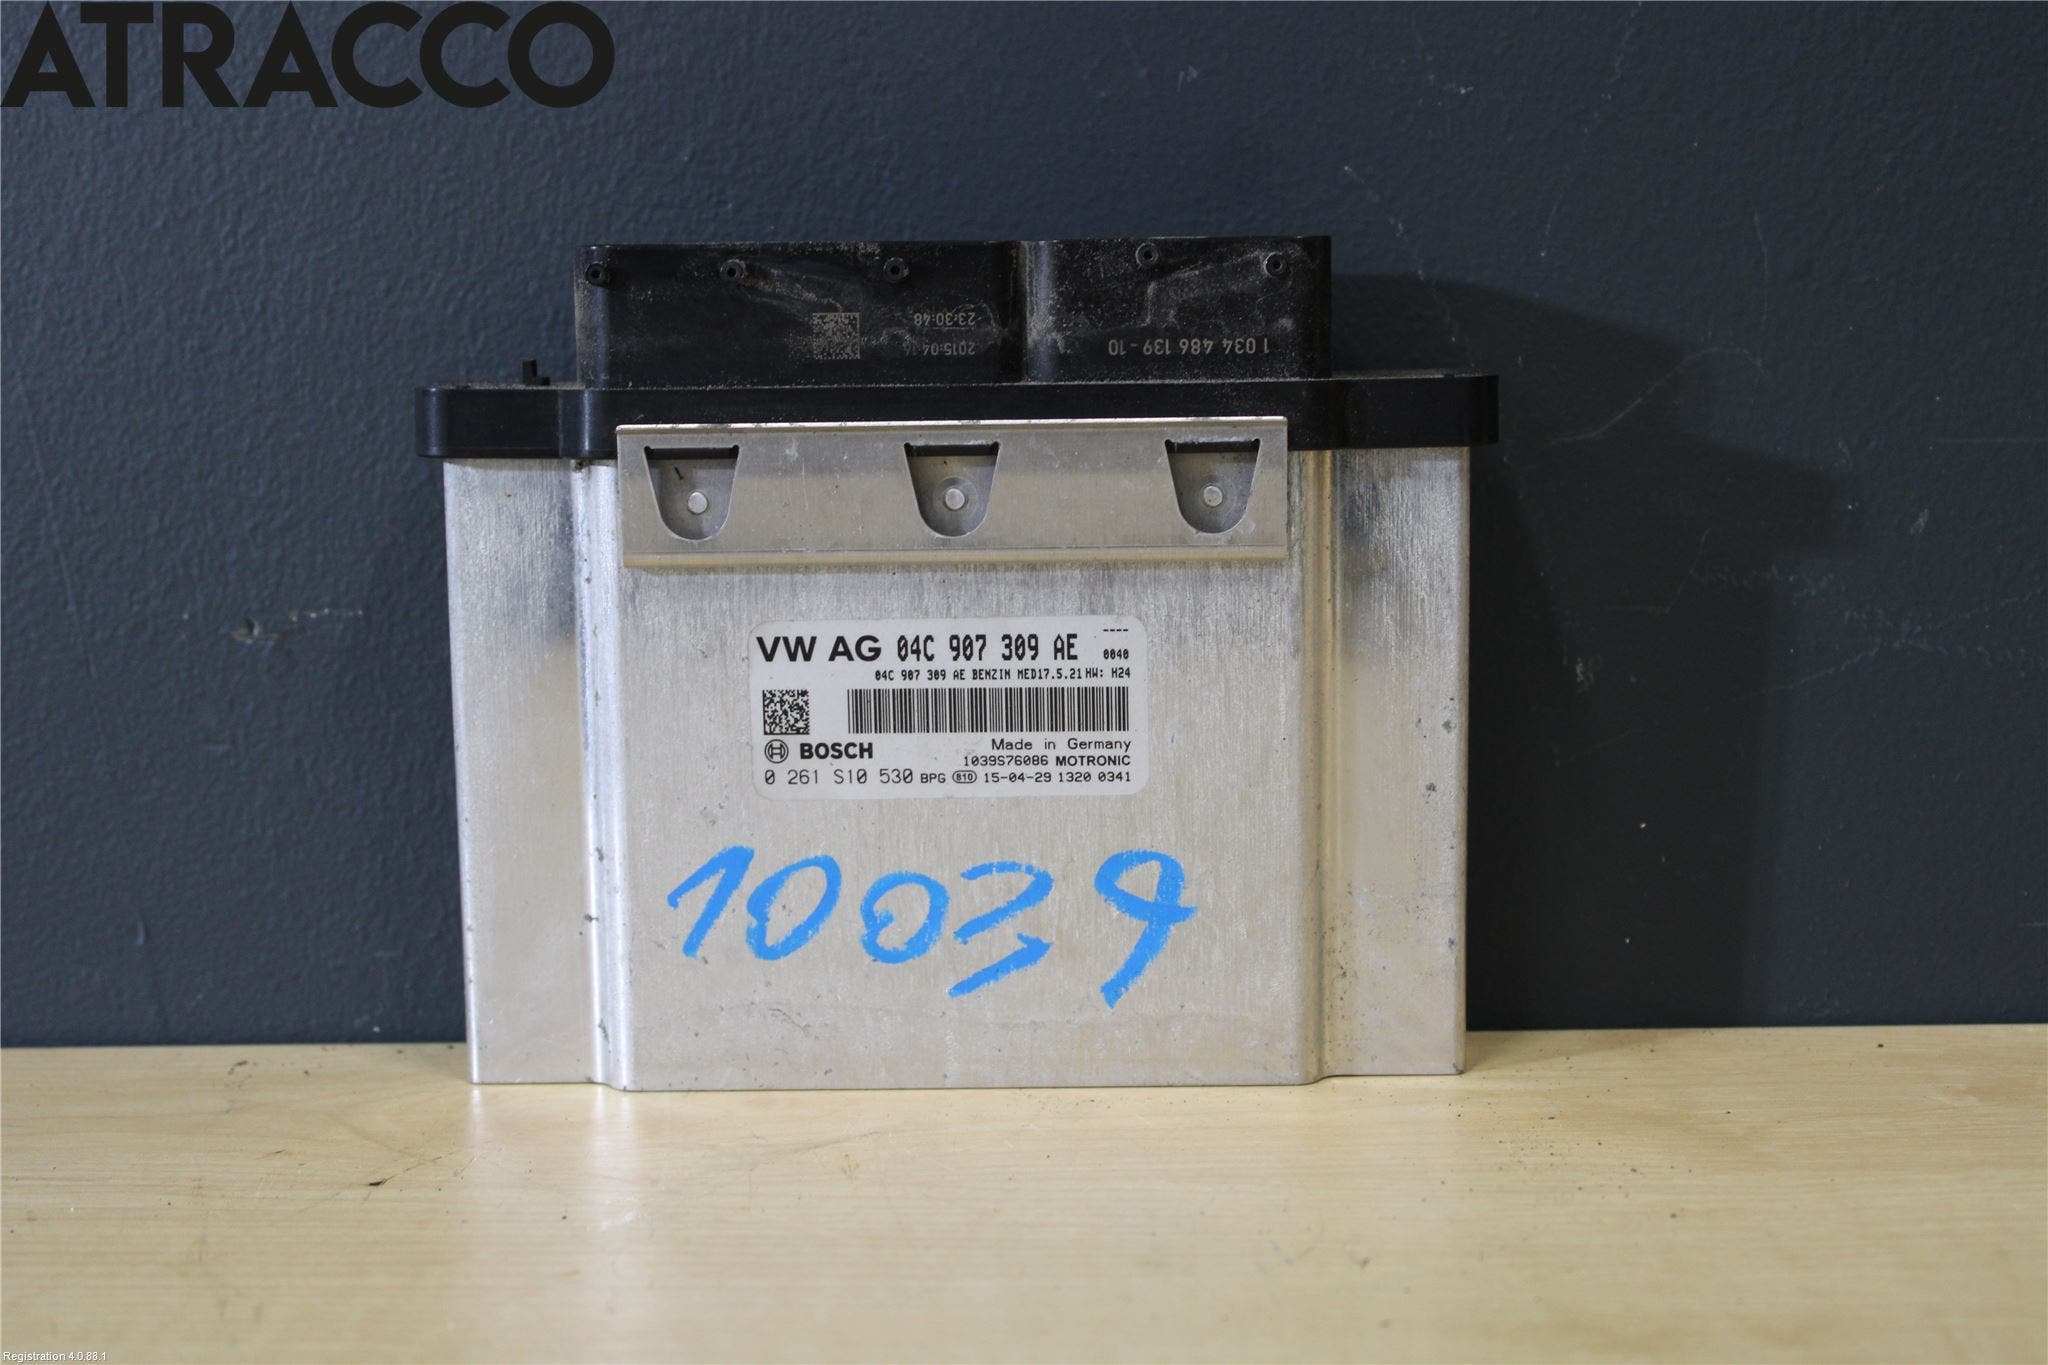 ATRACCO
23:30:48
2015:04:16
1 034 486 139 - 10
VW AG 04C 907 309 AE ----
0040
04C 907 309 AE BENZIN MED17.5.21 HW: H24
BOSCH
Made in Germany
1039S76086 MOTRONIC
0 261 S10 530 BPG 810 15-04-29 1320 0341
10039
Registration 4.0.88.1